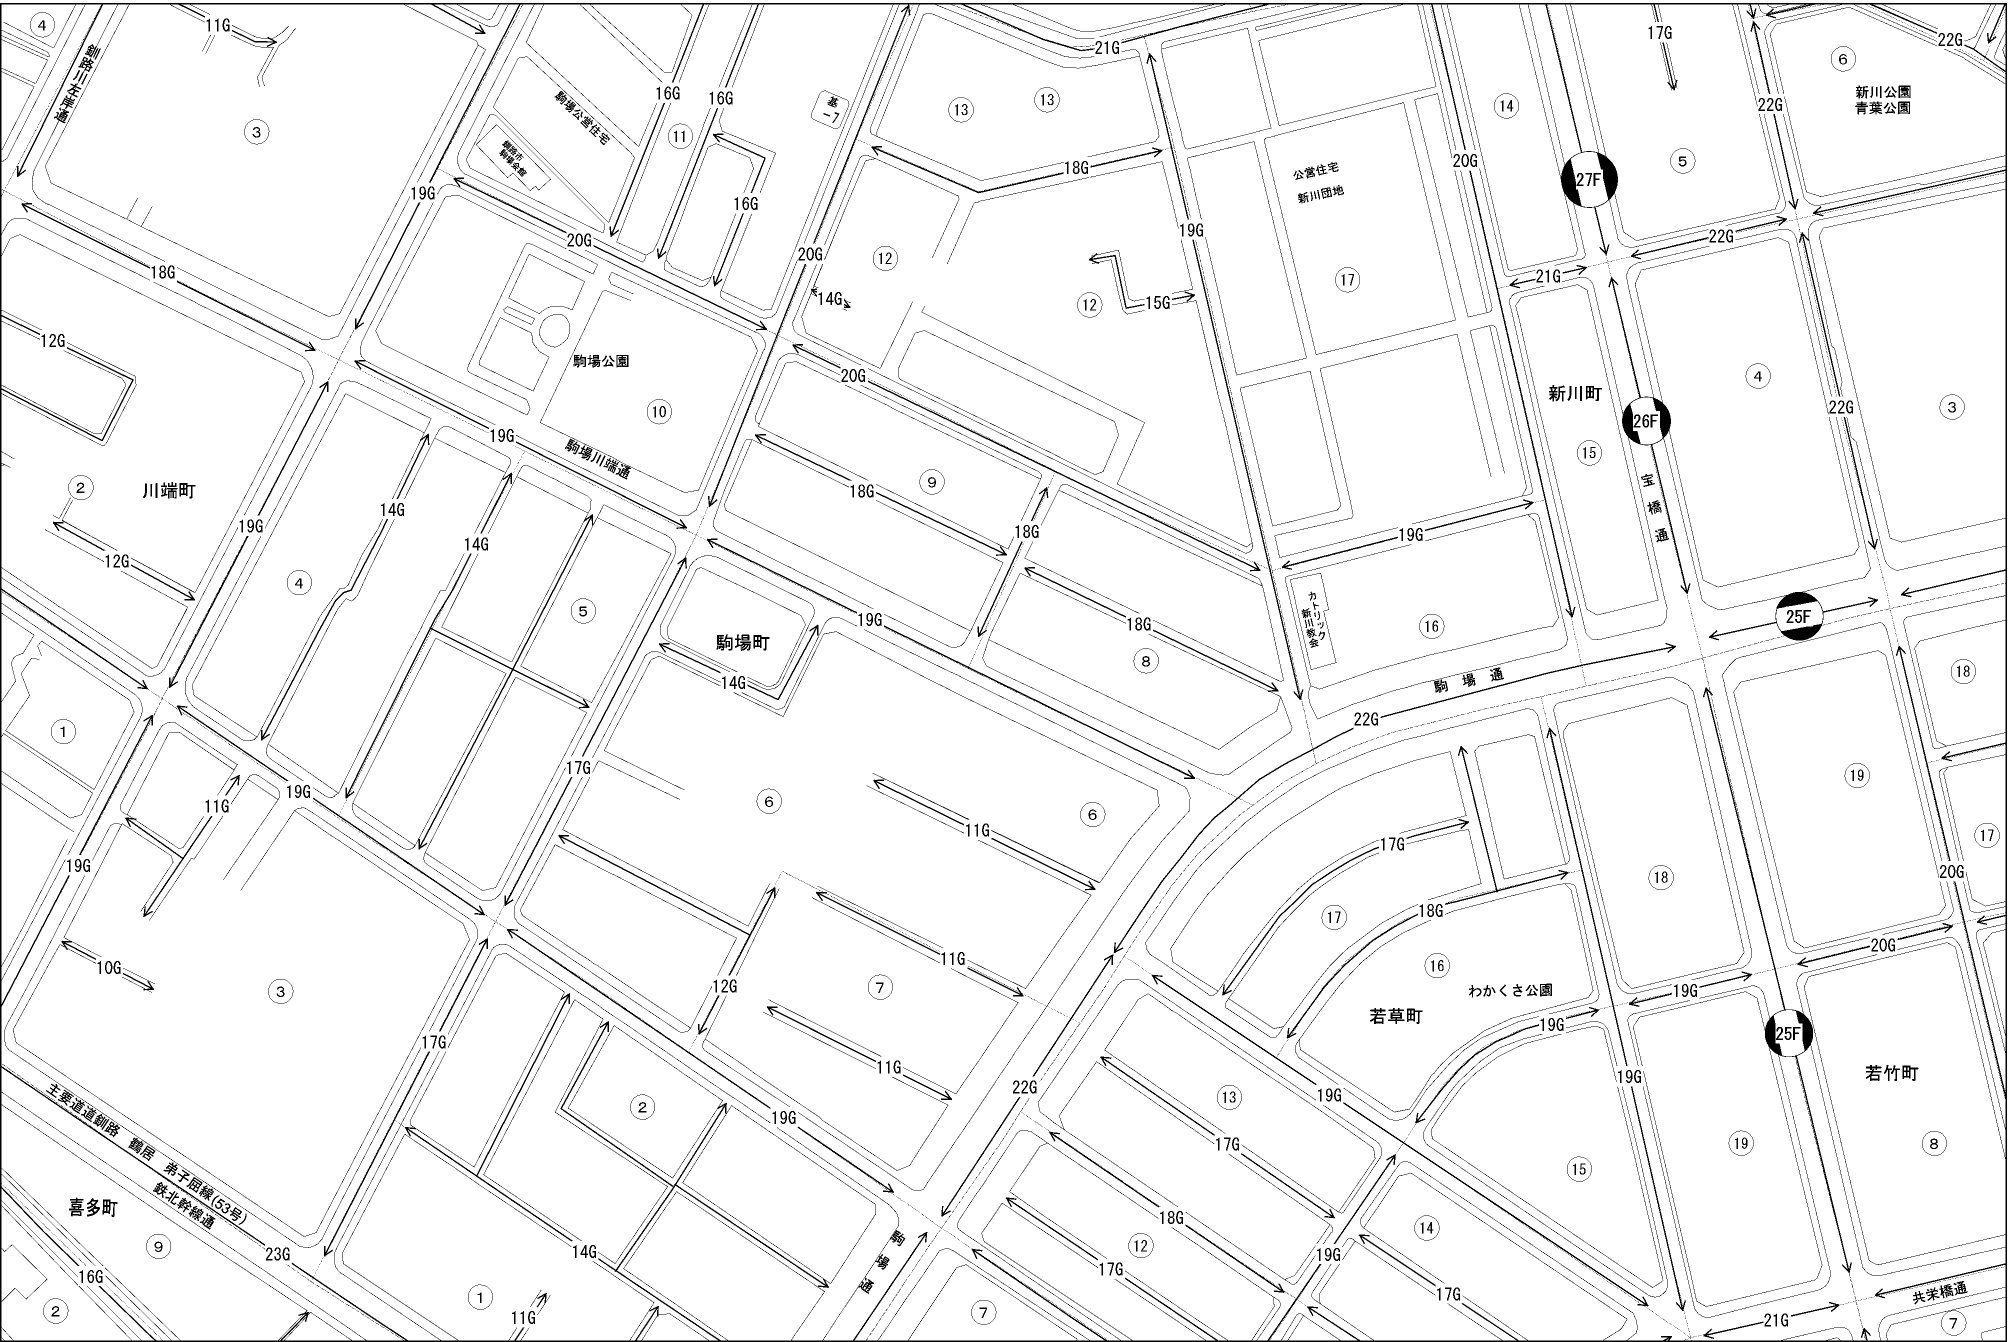 ④
11G
釧路川左岸通
③
19G
駒場公営住宅
釧路市
駒場会館
16G
16G
⑪
16G
基
-7
21G
⑬
⑬
18G
20G
⑭
17G
22G
⑥
新川公園
青葉公園
22G
27F
⑤
公営住宅
新川団地
⑰
19G
22G
21G
18G
20G
20G
⑫
14G
⑫
15G
12G
駒場公園
⑩
20G
新川町
④
26F
22G
③
19G
駒場川端通
⑮
②
川端町
14G
19G
14G
⑨
18G
18G
19G
宝橋通
12G
④
⑤
駒場町
19G
18G
⑧
カトリック
新川教会
⑯
25F
14G
駒場通
22G
⑱
①
19G
17G
⑥
⑥
11G
11G
19G
17G
⑲
⑰
⑱
20G
⑰
18G
10G
③
11G
⑦
12G
⑯
わかくさ公園
若草町
20G
19G
19G
25F
17G
11G
22G
19G
⑬
19G
若竹町
主要道道釧路 鶴居 弟子屈線(53号)
鉄北幹線通
②
19G
17G
⑲
⑧
⑮
喜多町
⑨
23G
16G
②
14G
①
11G
駒場通
18G
⑫
17G
19G
⑭
17G
⑦
共栄橋通
21G
⑦